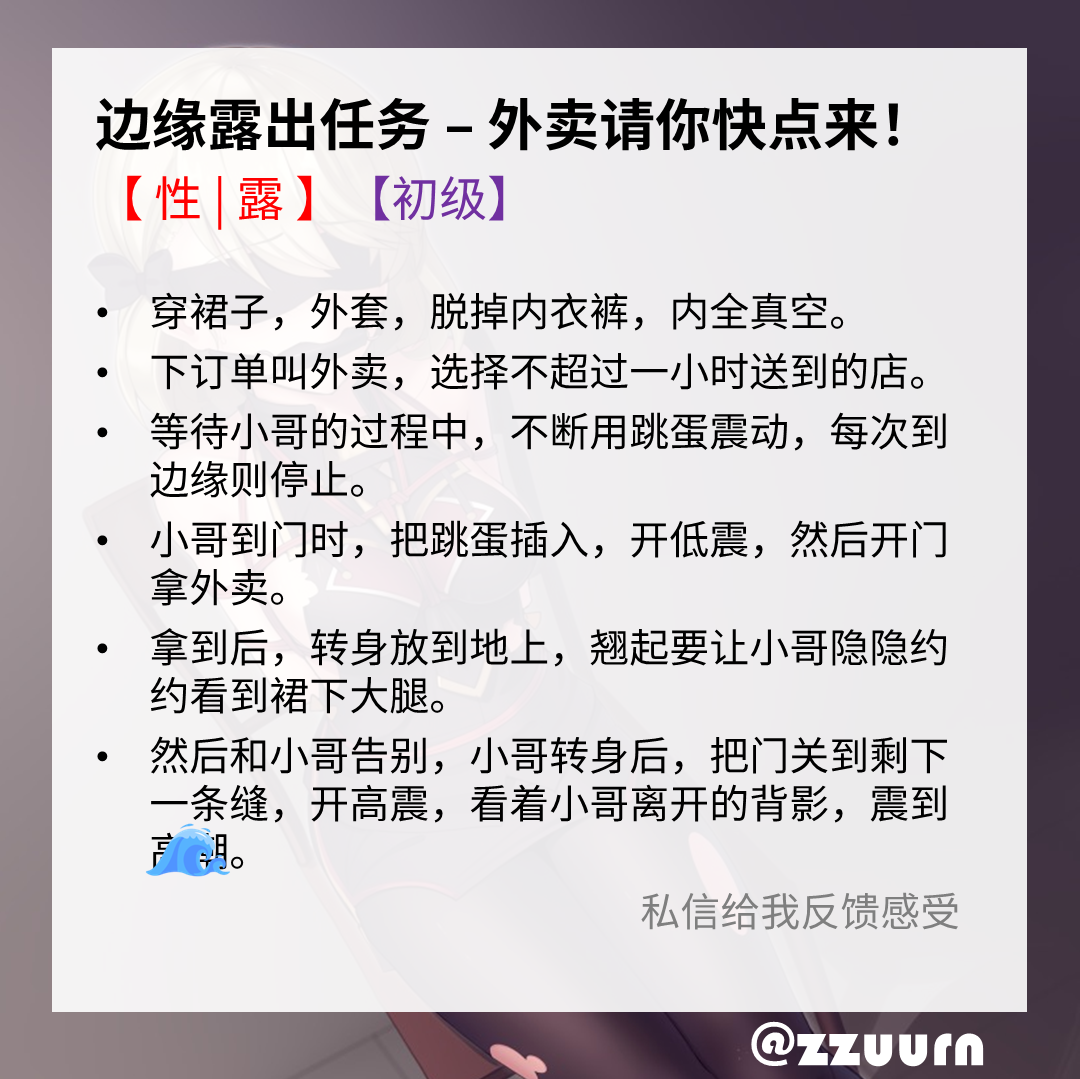 边缘露出任务 – 外卖请你快点来！
【 性 | 露 】 【初级】
• 穿裙子，外套，脱掉内衣裤，内全真空。
• 下订单叫外卖，选择不超过一小时送到的店。
• 等待小哥的过程中，不断用跳蛋震动，每次到
边缘则停止。
• 小哥到门时，把跳蛋插入，开低震，然后开门
拿外卖。
• 拿到后，转身放到地上，翘起要让小哥隐隐约
约看到裙下大腿。
• 然后和小哥告别，小哥转身后，把门关到剩下
一条缝，开高震，看着小哥离开的背影，震到
高潮。
私信给我反馈感受
@zzuurn